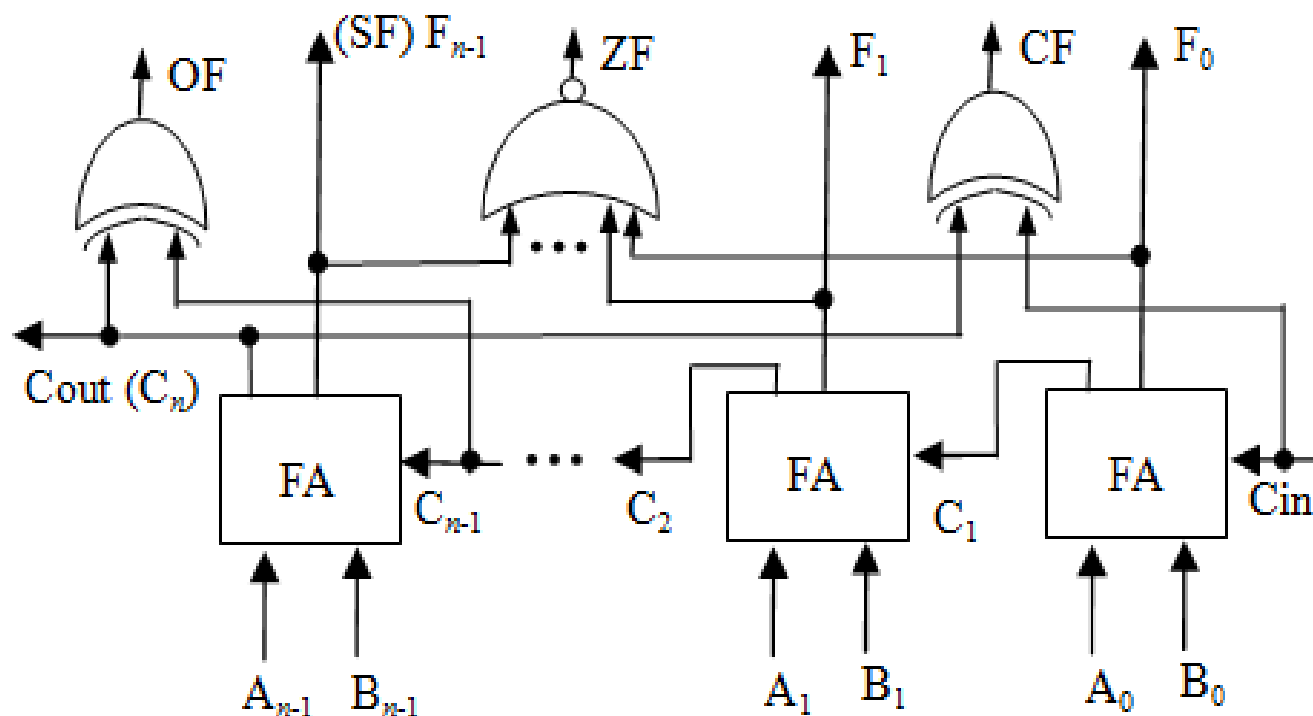 OF
(SF) Fₙ₋₁
ZF
F₁
CF
F₀
Cout (Cₙ)
FA
Cₙ₋₁
C₂
FA
C₁
FA
Cin
Aₙ₋₁
Bₙ₋₁
A₁
B₁
A₀
B₀